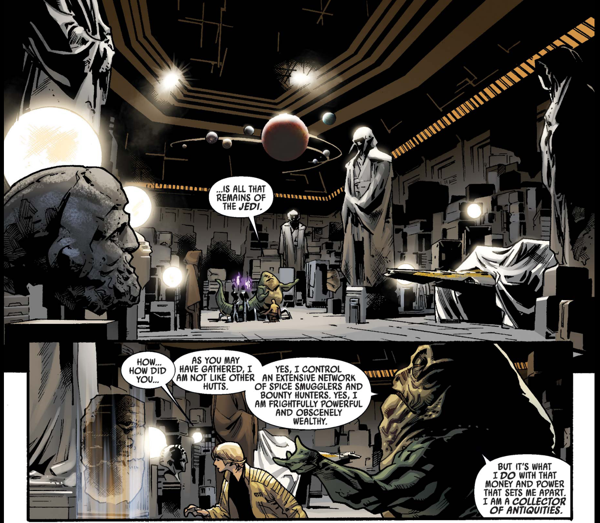 ...IS ALL THAT
REMAINS OF
THE JEDI.
HOW...
HOW DID
YOU...
AS YOU MAY
HAVE GATHERED, I
AM NOT LIKE OTHER
HUTTS.
YES, I CONTROL
AN EXTENSIVE NETWORK
OF SPICE SMUGGLERS AND
BOUNTY HUNTERS. YES, I
AM FRIGHTFULLY POWERFUL
AND OBSCENELY
WEALTHY.
BUT IT'S WHAT
I DO WITH THAT
MONEY AND POWER
THAT SETS ME APART.
I AM A COLLECTOR
OF ANTIQUITIES.